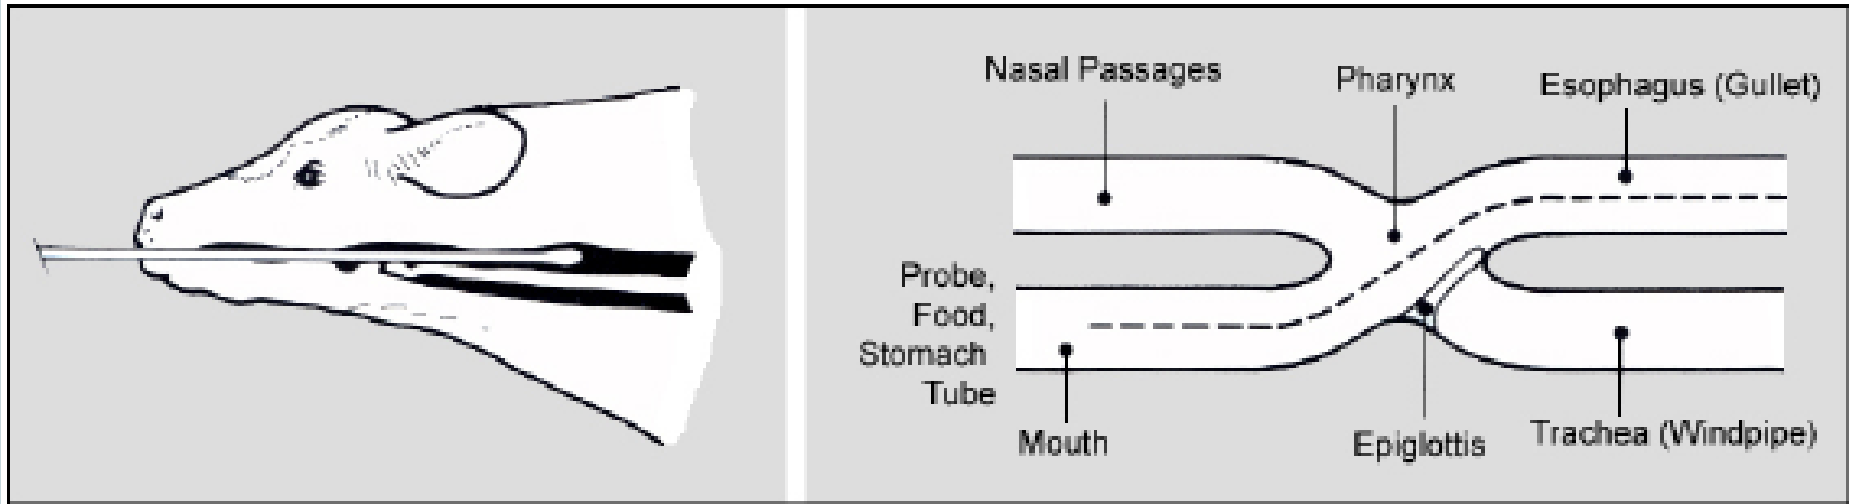 Nasal Passages
Pharynx
Esophagus (Gullet)
Probe,
Food,
Stomach
Tube
Mouth
Epiglottis
Trachea (Windpipe)